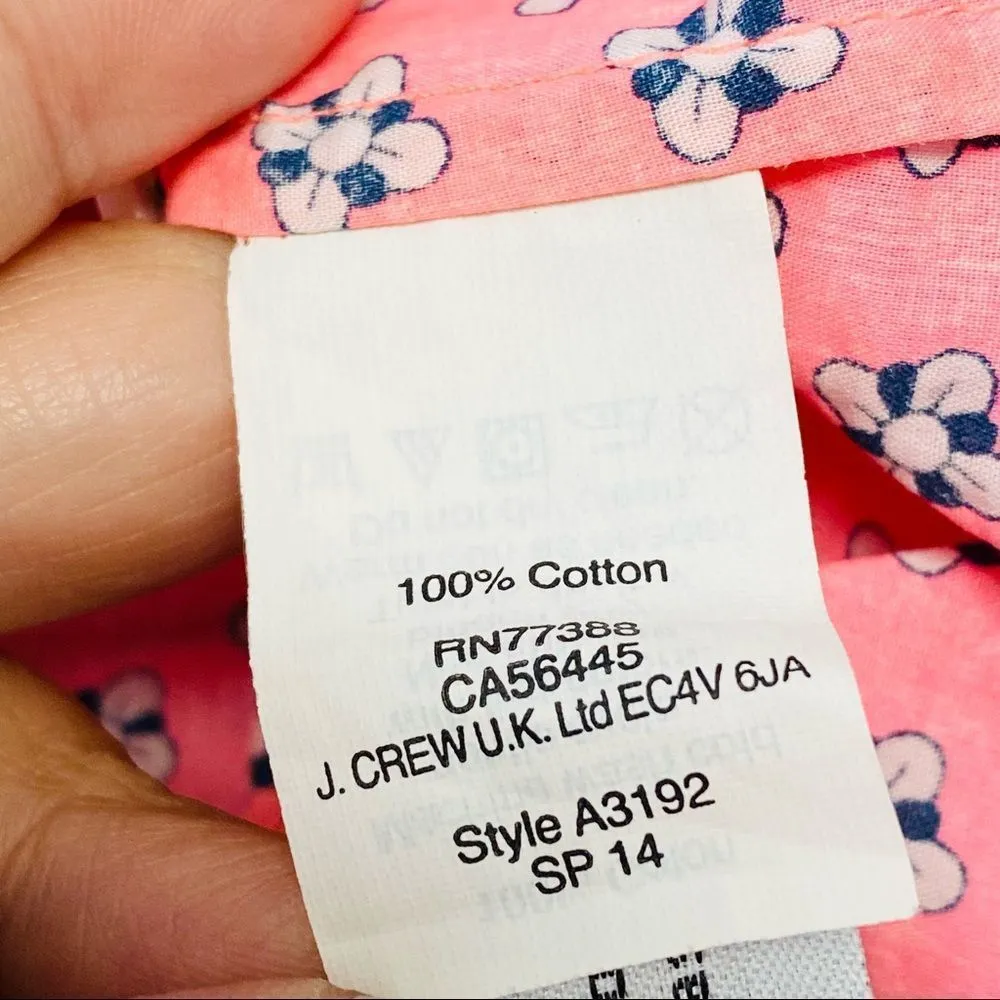 100% Cotton
RN77388
CA56445
J. CREW U.K. Ltd EC4V 6JA
Style A3192
SP 14